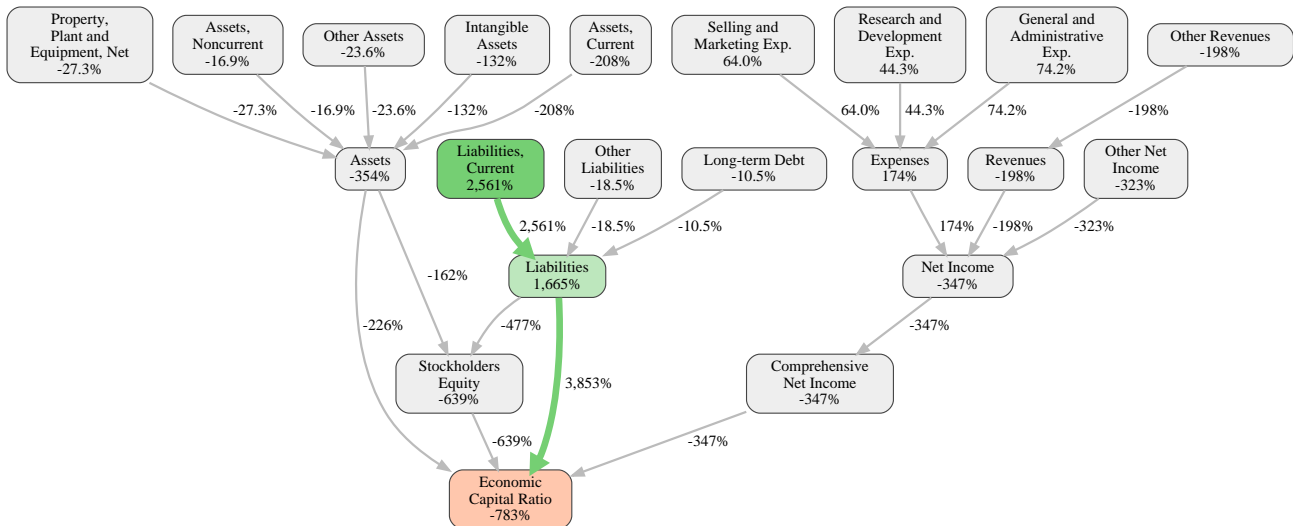 Property,
Plant and
Equipment, Net
-27.3%
Assets,
Noncurrent
-16.9%
Other Assets
-23.6%
Intangible
Assets
-132%
Assets,
Current
-208%
Selling and
Marketing Exp.
64.0%
Research and
Development
Exp.
44.3%
General and
Administrative
Exp.
74.2%
Other Revenues
-198%
-27.3%
-16.9%
-23.6%
-132%
-208%
64.0%
44.3%
74.2%
-198%
Assets
-354%
Liabilities,
Current
2,561%
Other
Liabilities
-18.5%
Long-term Debt
-10.5%
Expenses
174%
Revenues
-198%
Other Net
Income
-323%
2,561%
-18.5%
-10.5%
174%
-198%
-323%
-162%
Liabilities
1,665%
Net Income
-347%
-226%
-477%
-347%
Stockholders
Equity
-639%
3,853%
Comprehensive
Net Income
-347%
-639%
-347%
Economic
Capital Ratio
-783%